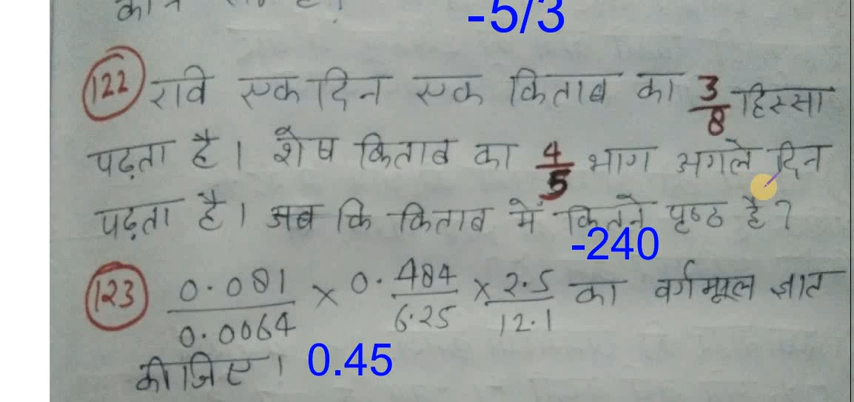 -5/3
(122) रवि एक दिन एक किताब का 3/8 हिस्सा
पढ़ता है। शेष किताब का 4/5 भाग अगले दिन
पढ़ता है। अब कि किताब में कितने पृष्ठ है?
-240
(123) 0.081/0.0064 × 0.484/6.25 × 2.5/12.1 का वर्गमूल ज्ञात
कीजिए। 0.45